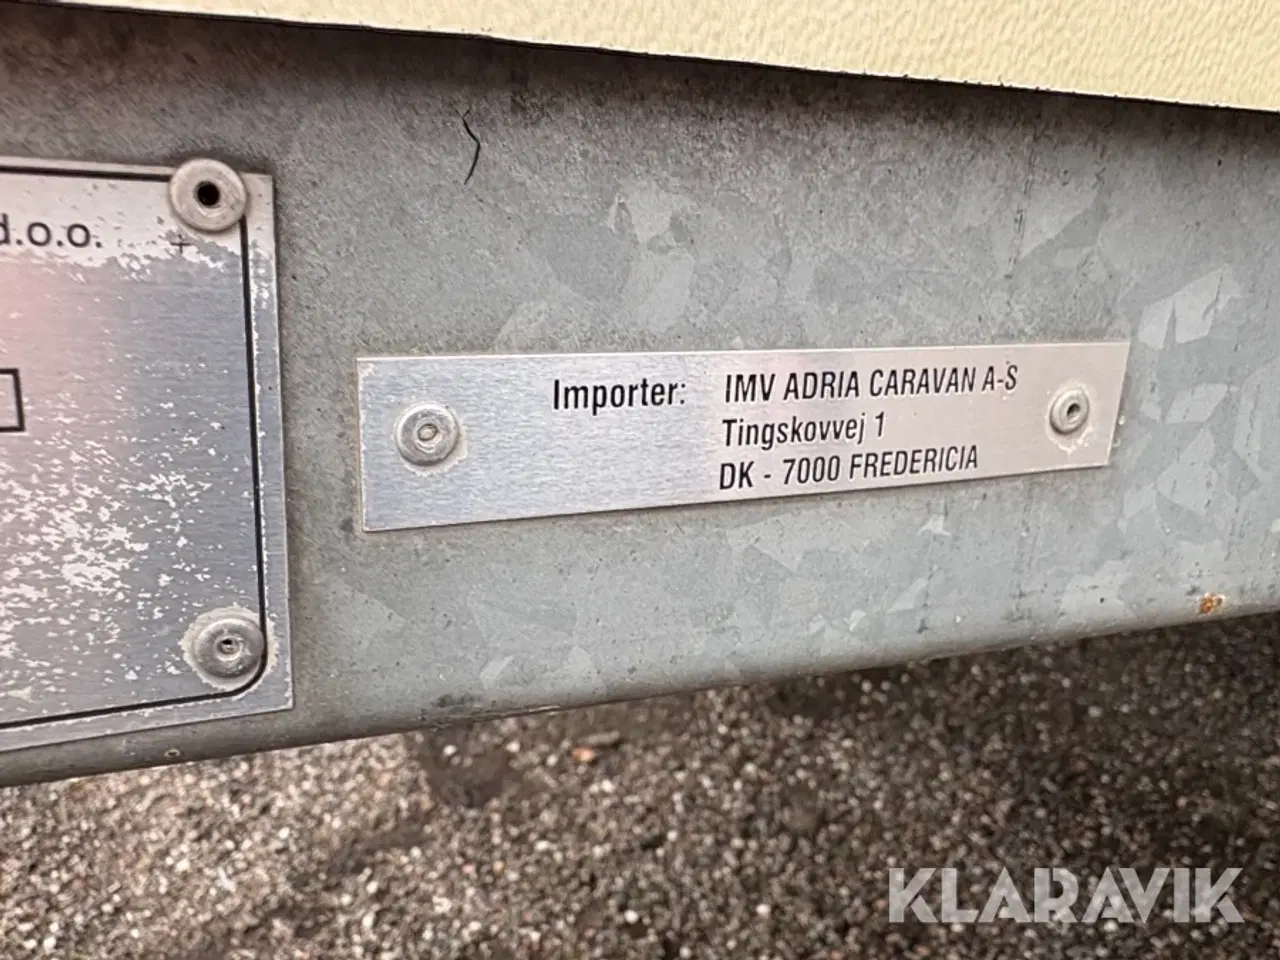 d.o.o.
Importer: IMV ADRIA CARAVAN A-S
Tingskovvej 1
DK - 7000 FREDERICIA
KLARAVIK